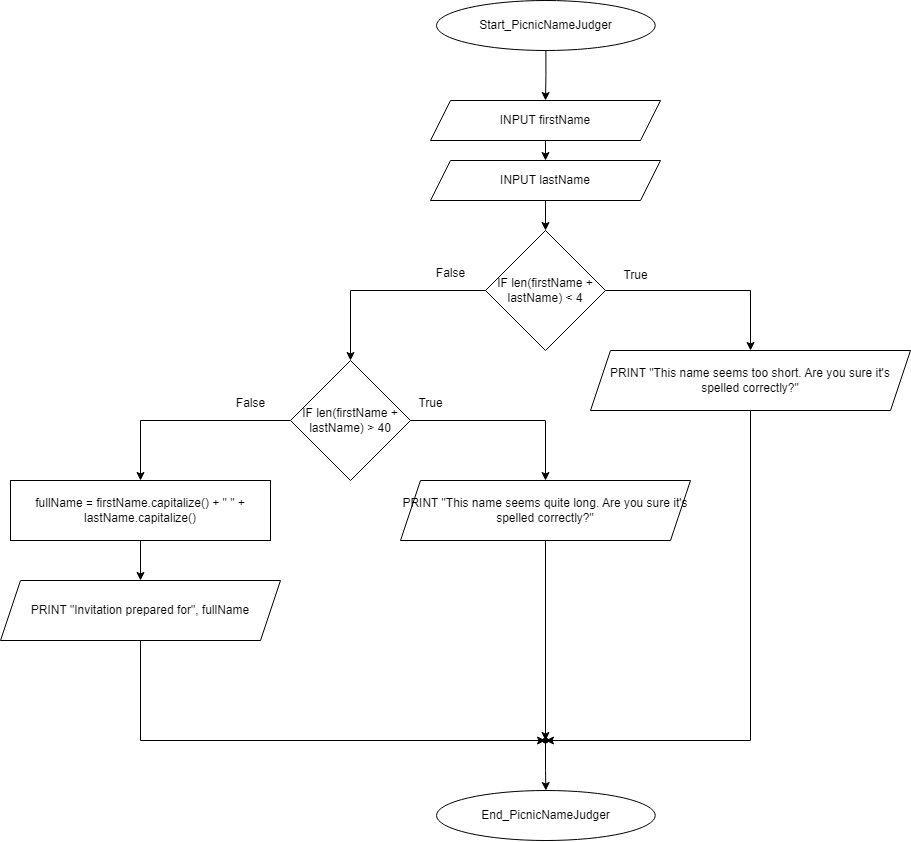 Start_PicnicNameJudger
INPUT firstName
INPUT lastName
False
True
IF len(firstName +
lastName) < 4
PRINT "This name seems too short. Are you sure it's
spelled correctly?"
False
True
IF len(firstName +
lastName) > 40
fullName = firstName.capitalize() + " " +
lastName.capitalize()
PRINT "This name seems quite long. Are you sure it's
spelled correctly?"
PRINT "Invitation prepared for", fullName
End_PicnicNameJudger